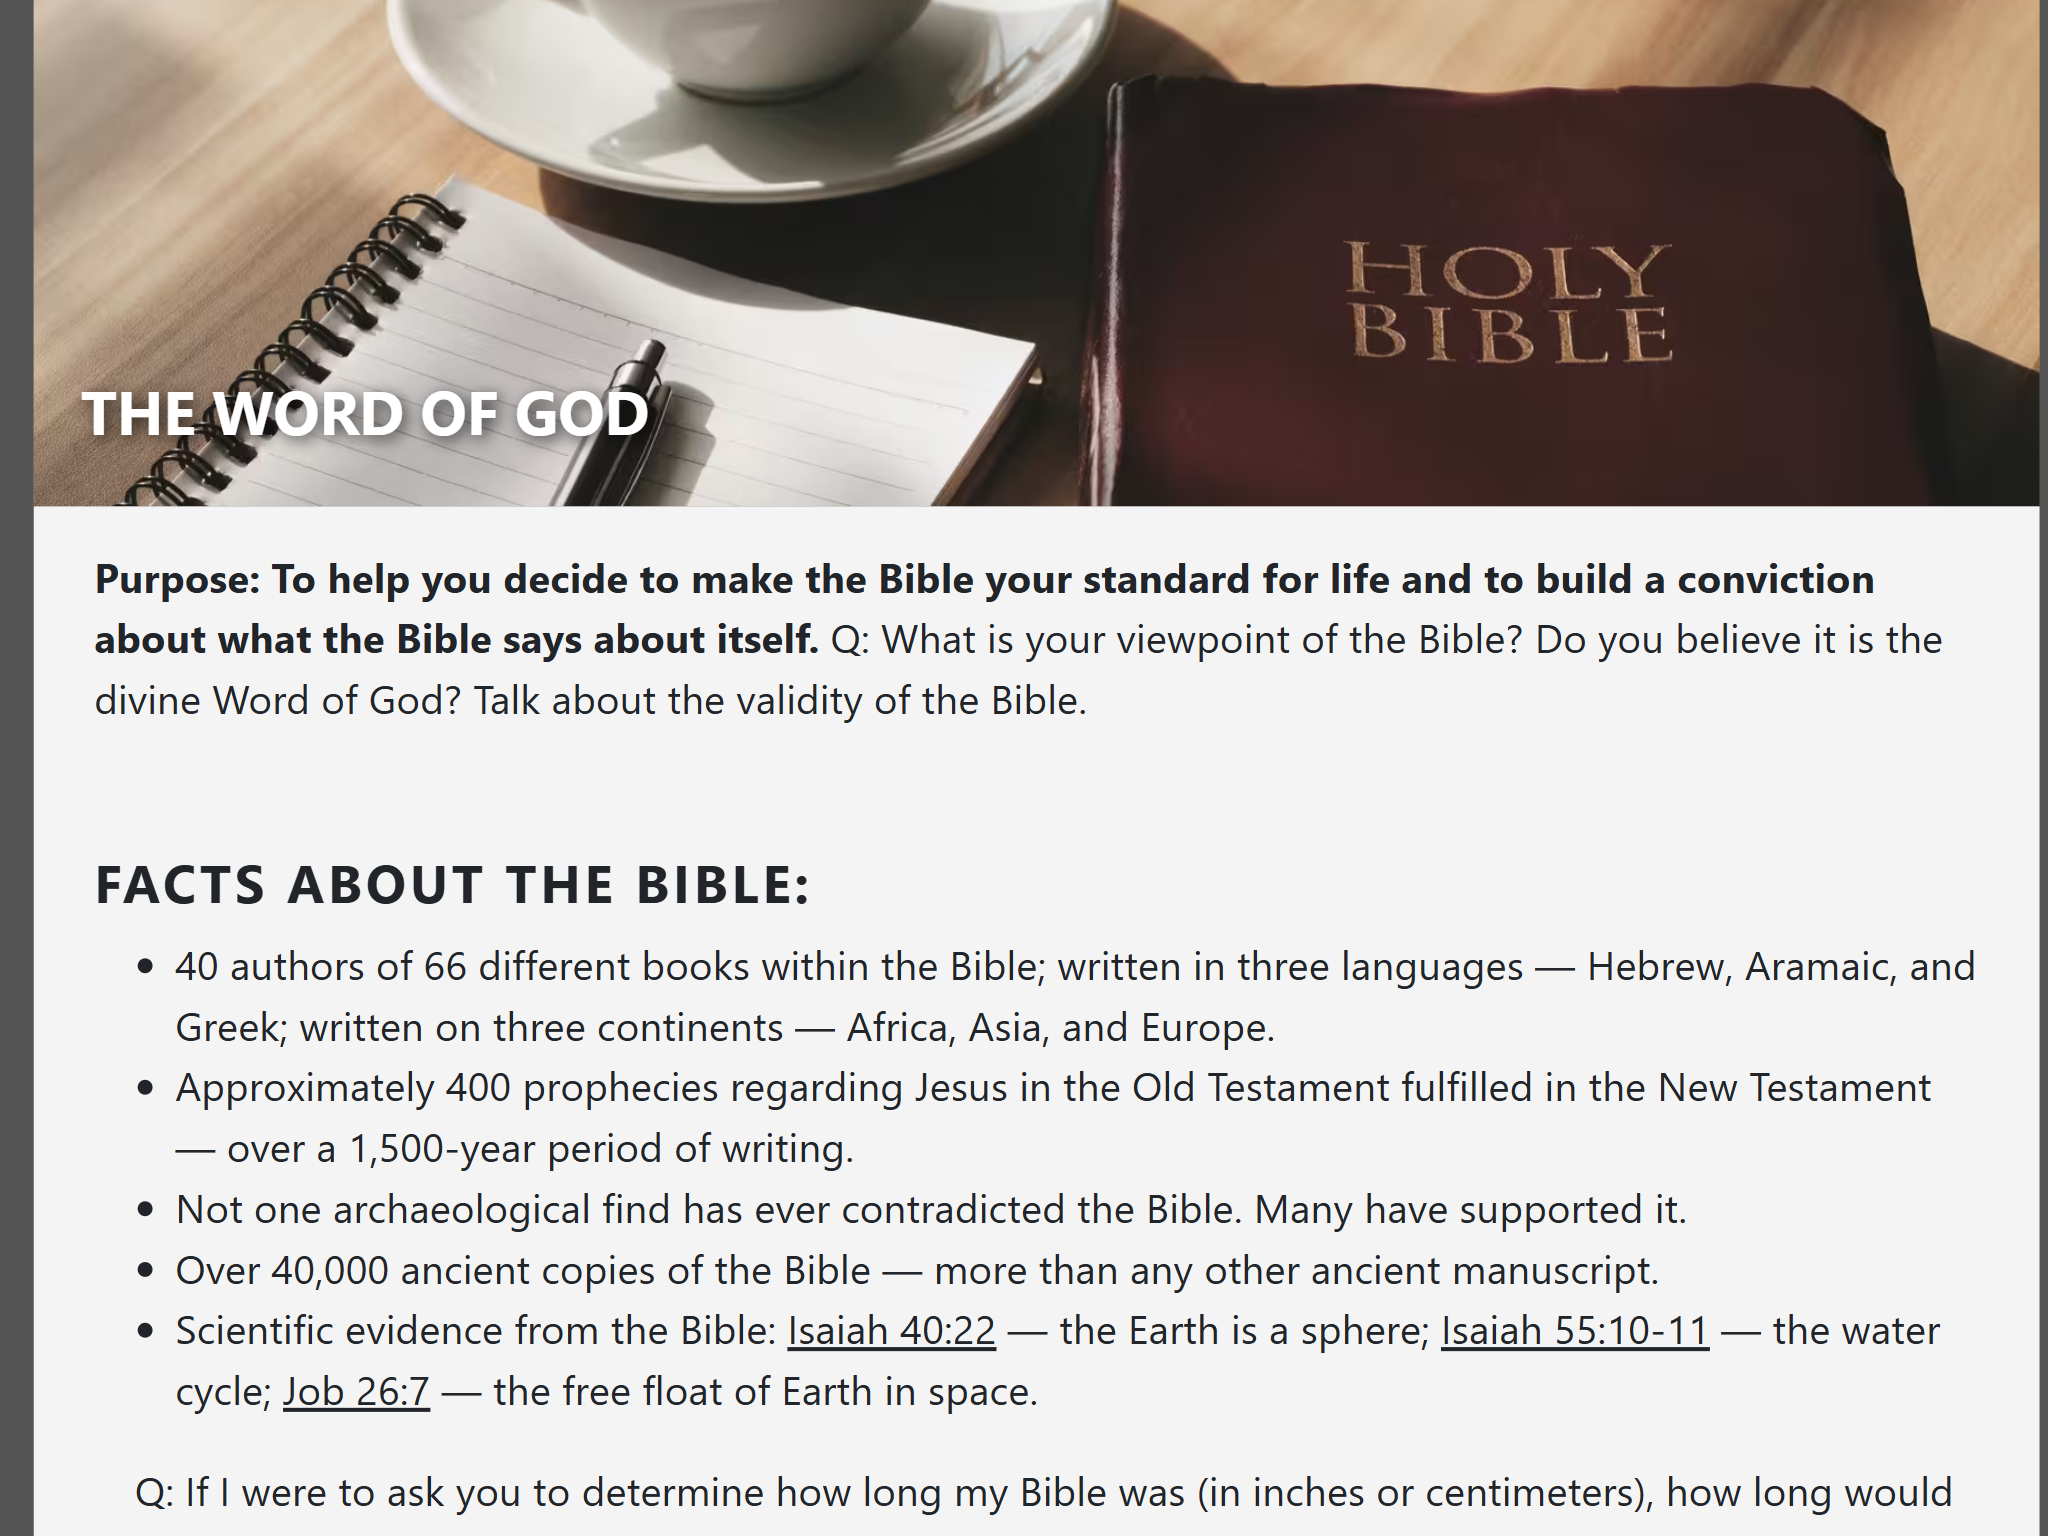 HOLY
BIBLE
THE WORD OF GOD
Purpose: To help you decide to make the Bible your standard for life and to build a conviction
about what the Bible says about itself. Q: What is your viewpoint of the Bible? Do you believe it is the
divine Word of God? Talk about the validity of the Bible.
FACTS ABOUT THE BIBLE:
• 40 authors of 66 different books within the Bible; written in three languages — Hebrew, Aramaic, and
Greek; written on three continents — Africa, Asia, and Europe.
• Approximately 400 prophecies regarding Jesus in the Old Testament fulfilled in the New Testament
— over a 1,500-year period of writing.
• Not one archaeological find has ever contradicted the Bible. Many have supported it.
• Over 40,000 ancient copies of the Bible — more than any other ancient manuscript.
• Scientific evidence from the Bible: Isaiah 40:22 — the Earth is a sphere; Isaiah 55:10-11 — the water
cycle; Job 26:7 — the free float of Earth in space.
Q: If I were to ask you to determine how long my Bible was (in inches or centimeters), how long would